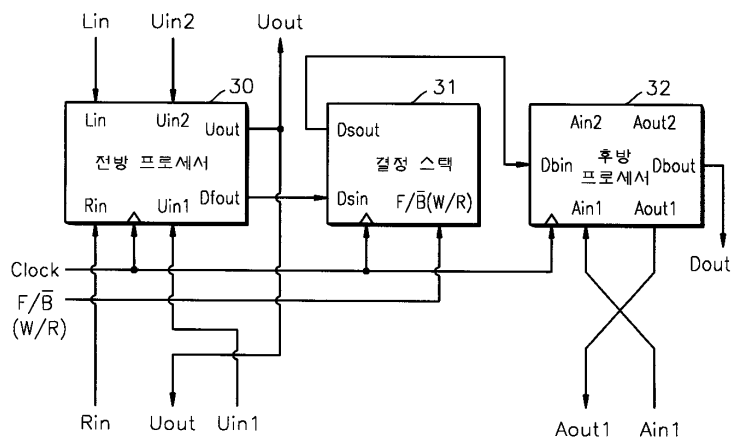 Lin Uin2 Uout
30 31 32
Lin Uin2 Uout
전방 프로세서
Dfout
Rin Uin1
Dsout
결정 스택
Dsin F/B̅(W/R)
Ain2 Aout2
Dbin 후방 Dbout
프로세서
Ain1 Aout1
Clock
F/B̅
(W/R)
Dout
Rin Uout Uin1 Aout1 Ain1